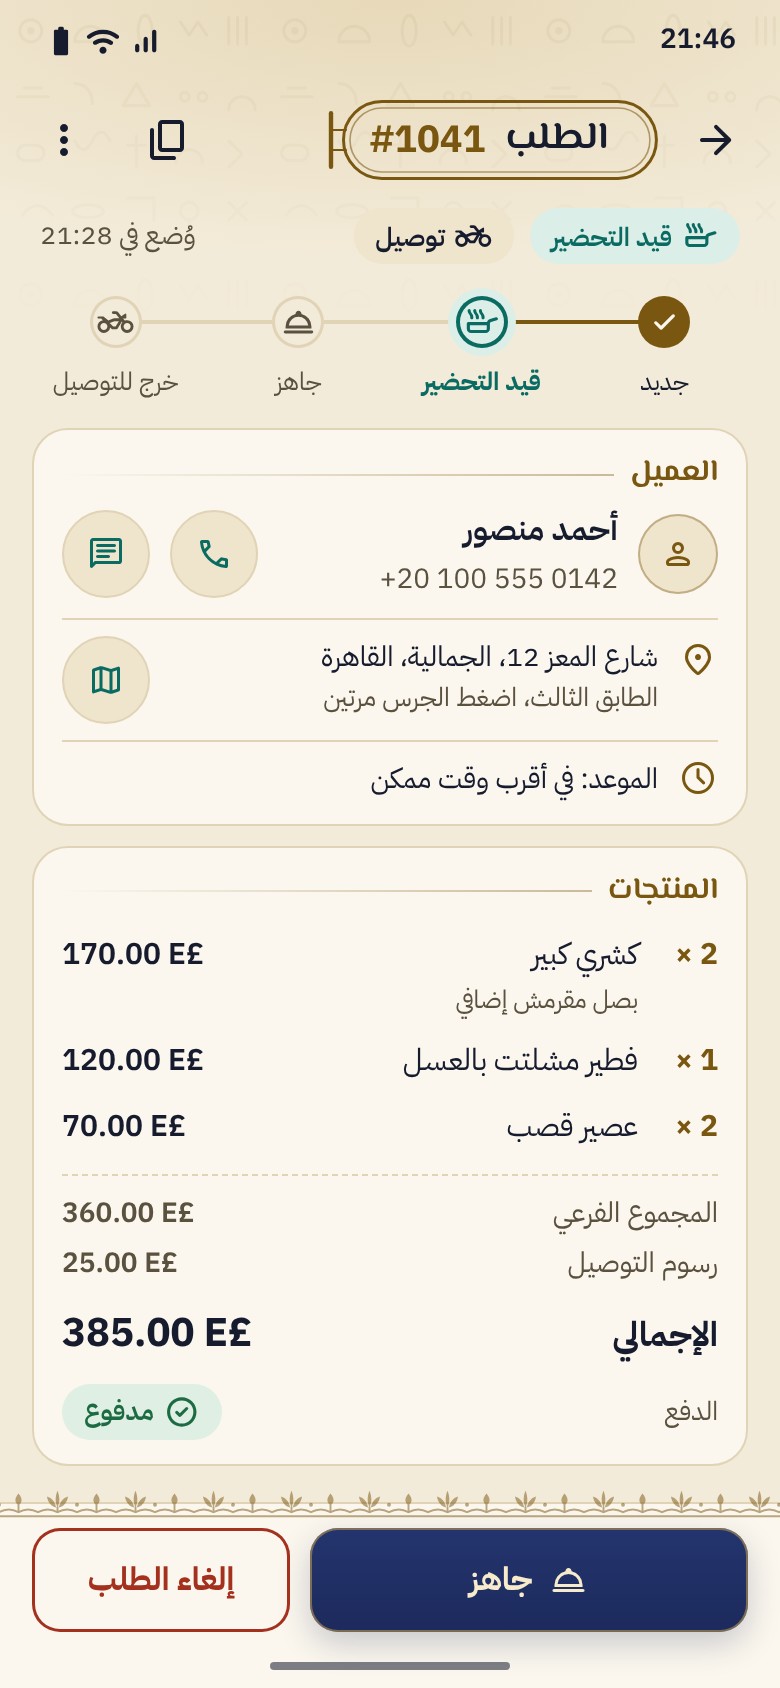 21:46
الطلب #1041
قيد التحضير
توصيل
وُضع في 21:28
جديد
قيد التحضير
جاهز
خرج للتوصيل
العميل
أحمد منصور
+20 100 555 0142
شارع المعز 12، الجمالية، القاهرة
الطابق الثالث، اضغط الجرس مرتين
الموعد: في أقرب وقت ممكن
المنتجات
2 × كشري كبير 170.00 E£
بصل مقرمش إضافي
1 × فطير مشلتت بالعسل 120.00 E£
2 × عصير قصب 70.00 E£
المجموع الفرعي 360.00 E£
رسوم التوصيل 25.00 E£
الإجمالي 385.00 E£
الدفع مدفوع
جاهز
إلغاء الطلب